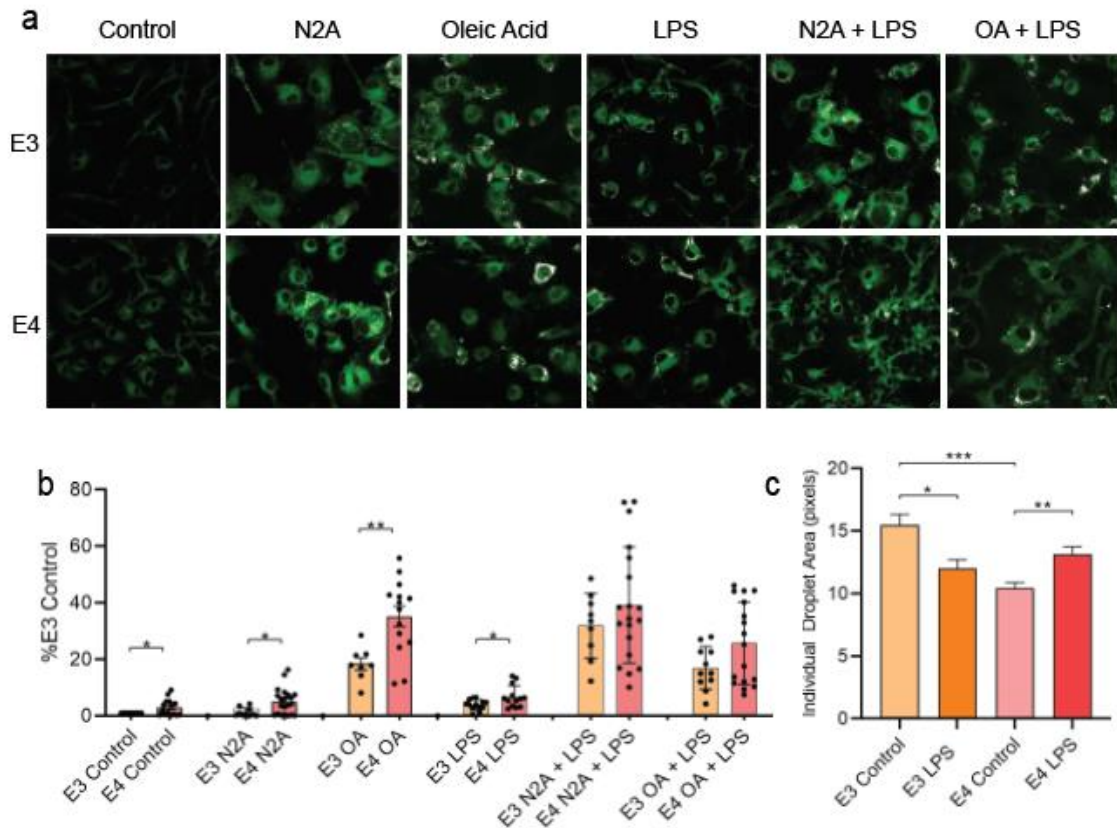 a
Control N2A Oleic Acid LPS N2A + LPS OA + LPS
E3
E4
b
%E3 Control
80
60
40
20
0
* * ** *
E3 Control
E4 Control
E3 N2A
E4 N2A
E3 OA
E4 OA
E3 LPS
E4 LPS
E3 N2A + LPS
E4 N2A + LPS
E3 OA + LPS
E4 OA + LPS
c
Individual Droplet Area (pixels)
20
15
10
5
0
***
* **
E3 Control
E3 LPS
E4 Control
E4 LPS